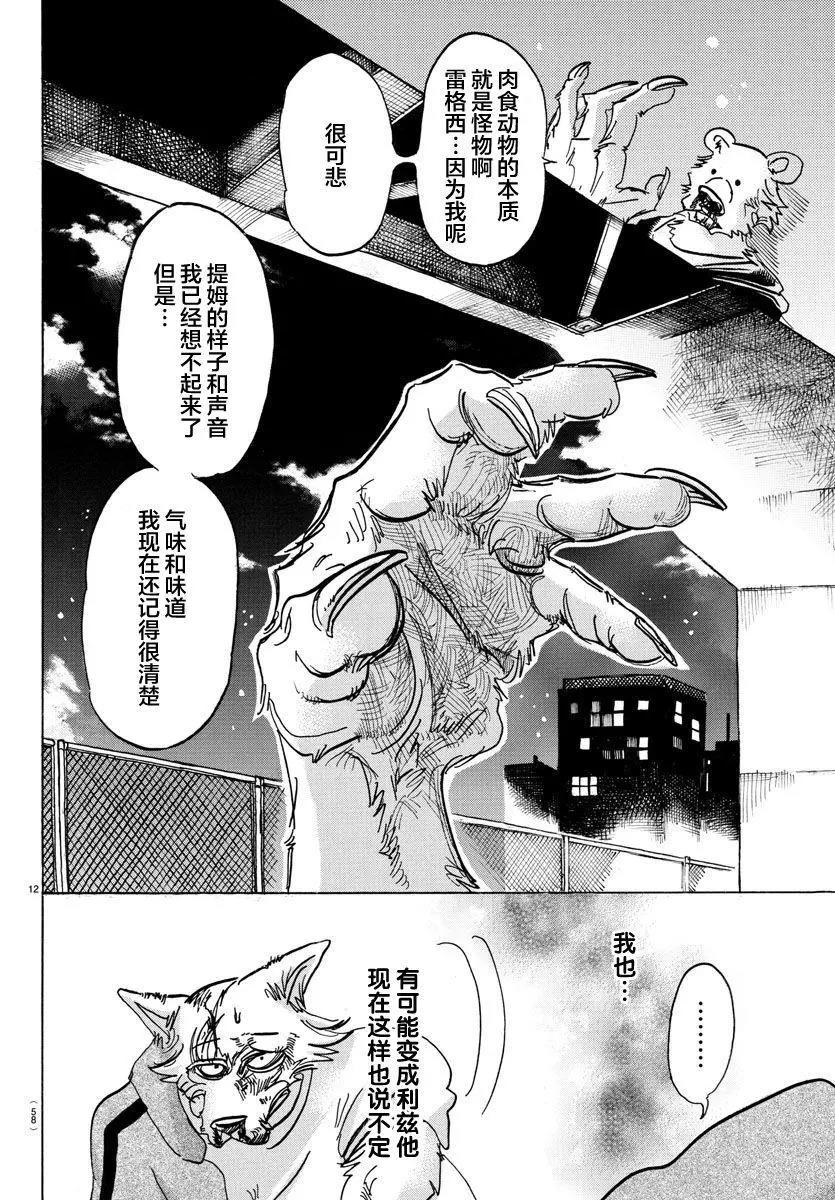 肉食动物的本质
就是怪物啊
雷格西…因为我呢
很可悲
提姆的样子和声音
我已经想不起来了
但是…
气味和味道
我现在还记得很清楚
12
………
我也…
有可能变成利兹他
现在这样也说不定
（58）